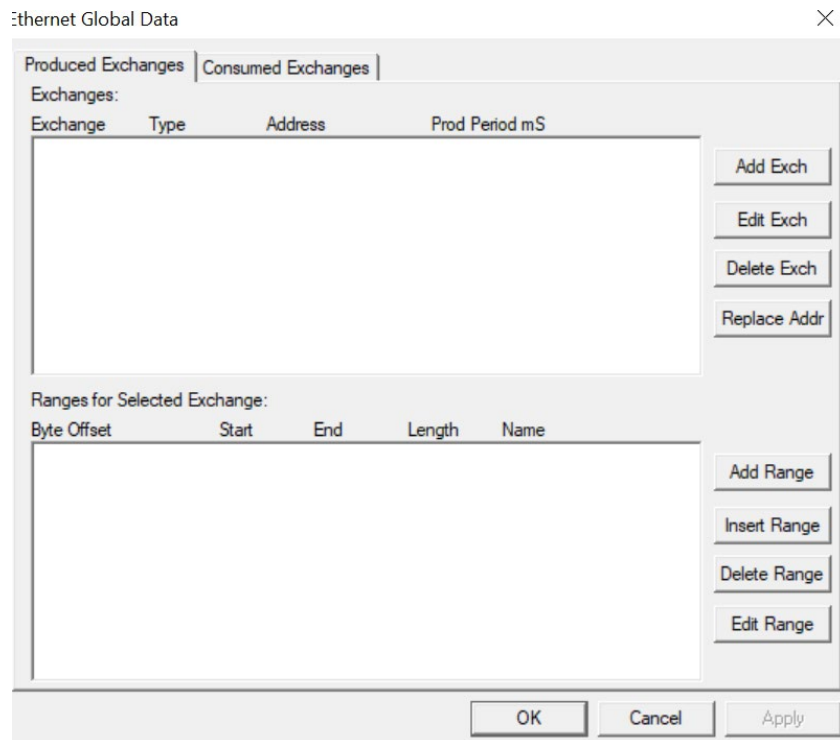 Ethernet Global Data
Produced Exchanges Consumed Exchanges
Exchanges:
Exchange Type Address Prod Period mS
Add Exch
Edit Exch
Delete Exch
Replace Addr
Ranges for Selected Exchange:
Byte Offset Start End Length Name
Add Range
Insert Range
Delete Range
Edit Range
OK Cancel Apply